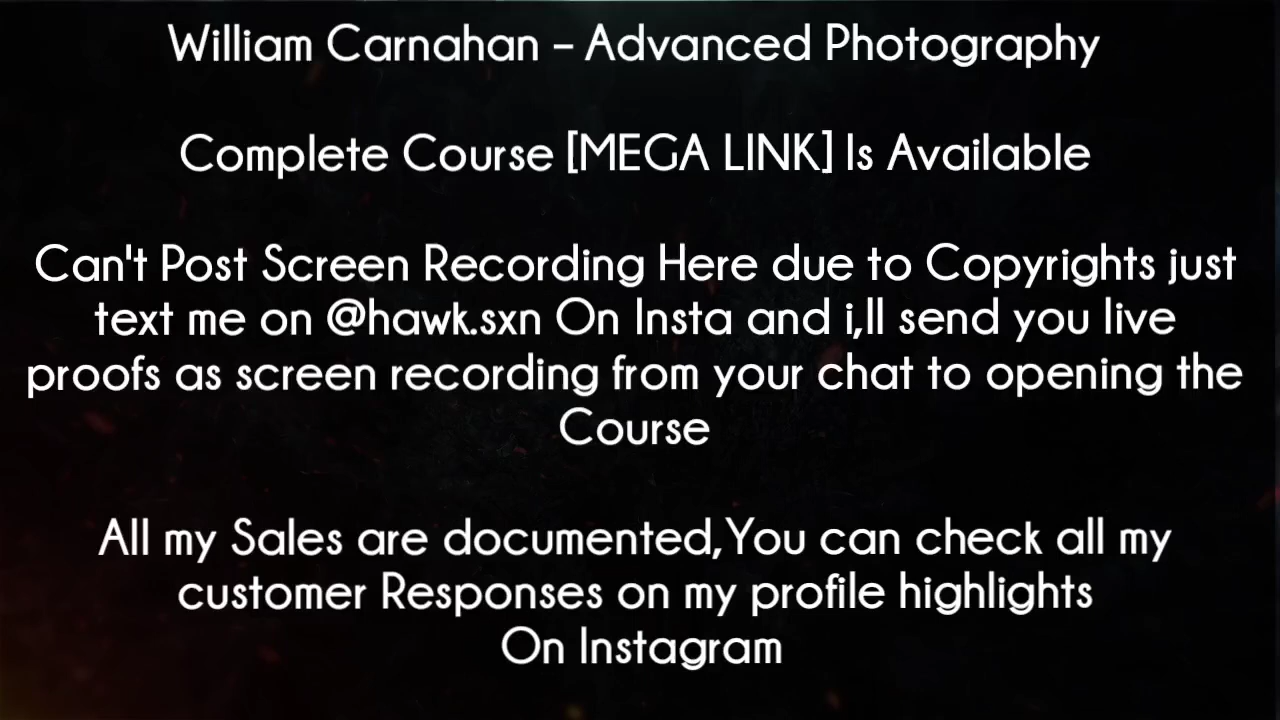 William Carnahan – Advanced Photography
Complete Course [MEGA LINK] Is Available
Can't Post Screen Recording Here due to Copyrights just
text me on @hawk.sxn On Insta and i,ll send you live
proofs as screen recording from your chat to opening the
Course
All my Sales are documented,You can check all my
customer Responses on my profile highlights
On Instagram